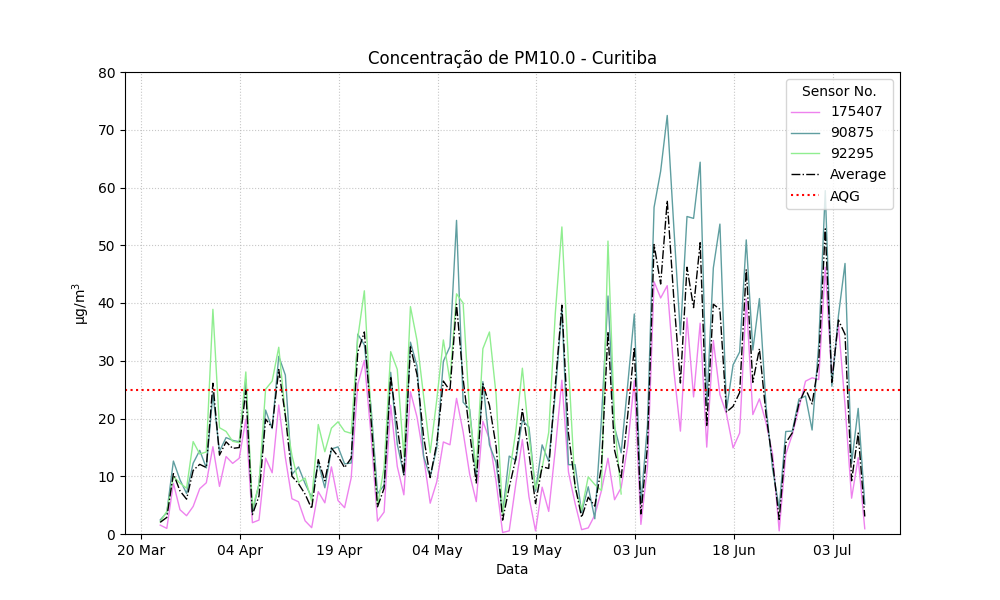 Concentração de PM10.0 - Curitiba
80
70
60
50
40
30
20
10
0
µg/m³
20 Mar
04 Apr
19 Apr
04 May
19 May
03 Jun
18 Jun
03 Jul
Data
Sensor No.
175407
90875
92295
Average
AQG